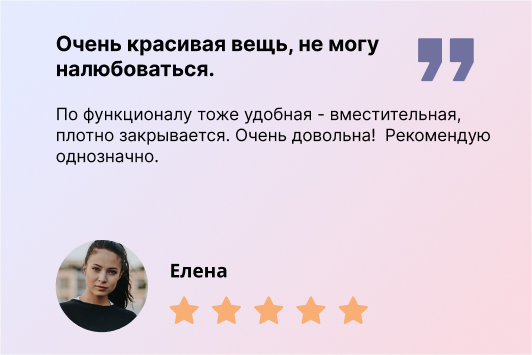 Очень красивая вещь, не могу
налюбоваться.
По функционалу тоже удобная - вместительная,
плотно закрывается. Очень довольна!  Рекомендую
однозначно.
Елена